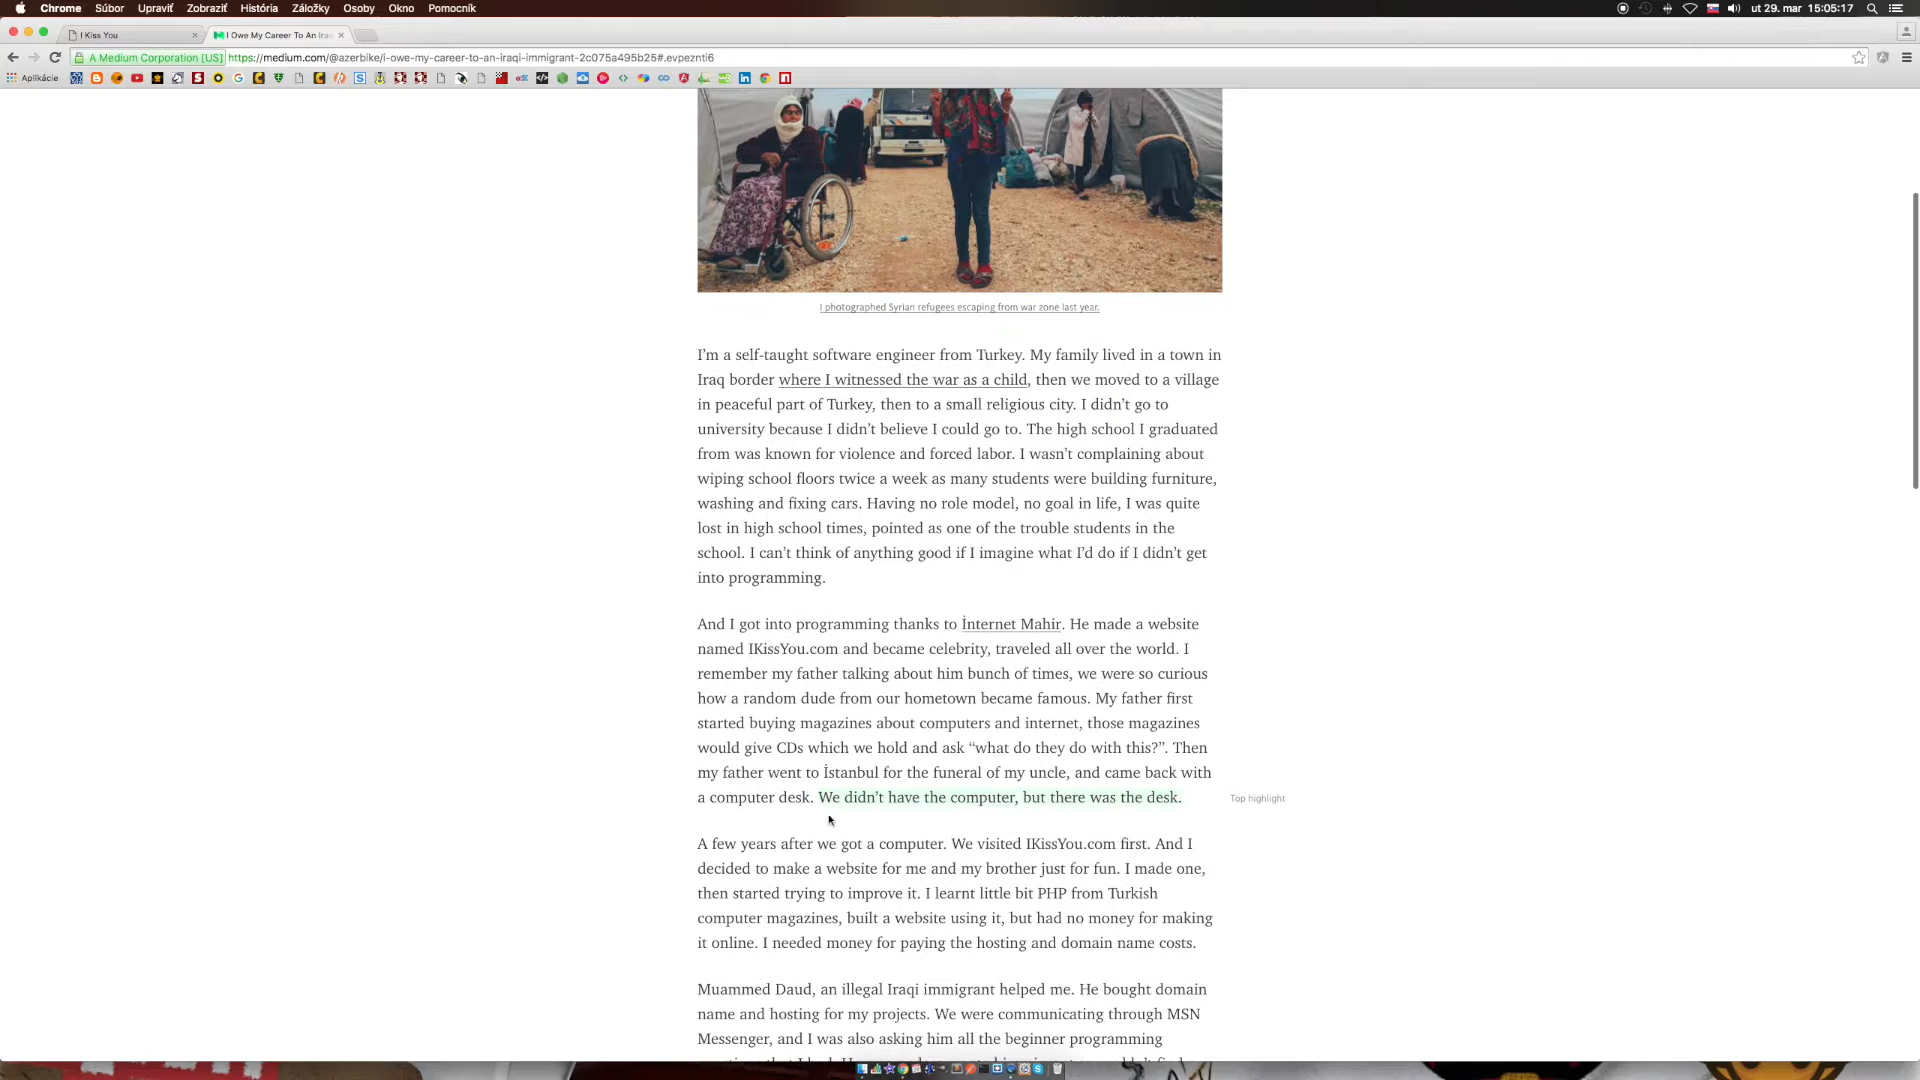 Chrome Súbor Upraviť Zobraziť História Záložky Osoby Okno Pomocník
ut 29. mar 15:05:17
I Kiss You
I Owe My Career To An Ira
A Medium Corporation [US] https://medium.com/@azerbike/i-owe-my-career-to-an-iraqi-immigrant-2c075a495b25#.evpeznti6
Aplikácie
I photographed Syrian refugees escaping from war zone last year.
I’m a self-taught software engineer from Turkey. My family lived in a town in
Iraq border where I witnessed the war as a child, then we moved to a village
in peaceful part of Turkey, then to a small religious city. I didn’t go to
university because I didn’t believe I could go to. The high school I graduated
from was known for violence and forced labor. I wasn’t complaining about
wiping school floors twice a week as many students were building furniture,
washing and fixing cars. Having no role model, no goal in life, I was quite
lost in high school times, pointed as one of the trouble students in the
school. I can’t think of anything good if I imagine what I’d do if I didn’t get
into programming.
And I got into programming thanks to İnternet Mahir. He made a website
named IKissYou.com and became celebrity, traveled all over the world. I
remember my father talking about him bunch of times, we were so curious
how a random dude from our hometown became famous. My father first
started buying magazines about computers and internet, those magazines
would give CDs which we hold and ask “what do they do with this?”. Then
my father went to İstanbul for the funeral of my uncle, and came back with
a computer desk. We didn’t have the computer, but there was the desk.
Top highlight
A few years after we got a computer. We visited IKissYou.com first. And I
decided to make a website for me and my brother just for fun. I made one,
then started trying to improve it. I learnt little bit PHP from Turkish
computer magazines, built a website using it, but had no money for making
it online. I needed money for paying the hosting and domain name costs.
Muammed Daud, an illegal Iraqi immigrant helped me. He bought domain
name and hosting for my projects. We were communicating through MSN
Messenger, and I was also asking him all the beginner programming